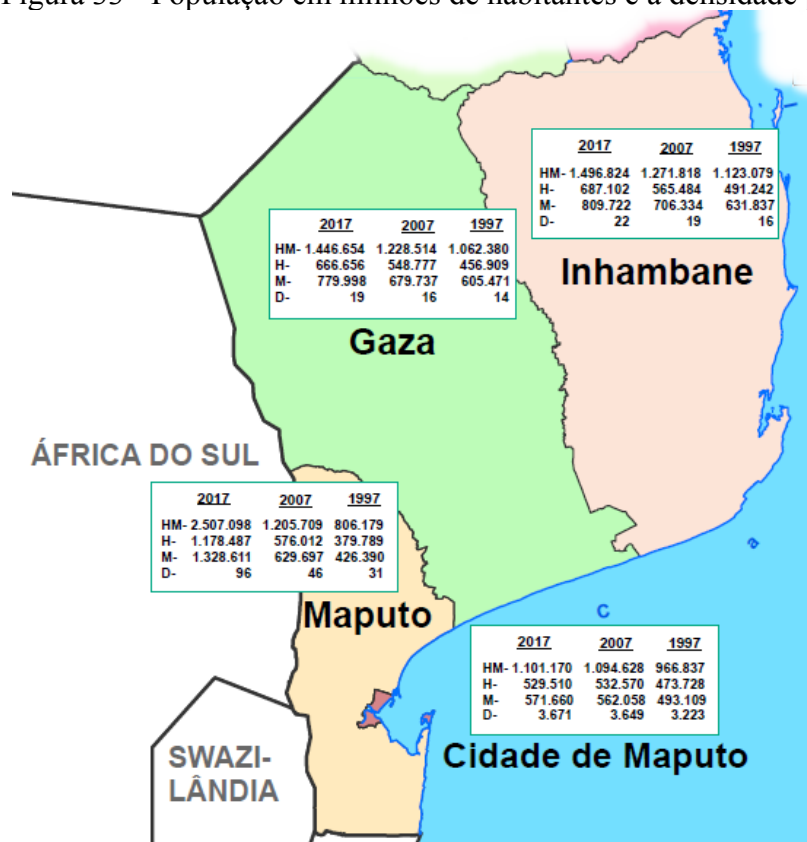 Figura 33 - População em milhões de habitantes e a densidade
2017 2007 1997
HM- 1.496.824 1.271.818 1.123.079
H- 687.102 565.484 491.242
M- 809.722 706.334 631.837
D- 22 19 16
Inhambane
2017 2007 1997
HM- 1.446.654 1.228.514 1.062.380
H- 666.656 548.777 456.909
M- 779.998 679.737 605.471
D- 19 16 14
Gaza
ÁFRICA DO SUL
2017 2007 1997
HM- 2.507.098 1.205.709 806.179
H- 1.178.487 576.012 379.789
M- 1.328.611 629.697 426.390
D- 96 46 31
Maputo
a
C
2017 2007 1997
HM- 1.101.170 1.094.628 966.837
H- 529.510 532.570 473.728
M- 571.660 562.058 493.109
D- 3.671 3.649 3.223
Cidade de Maputo
SWAZI-
LÂNDIA